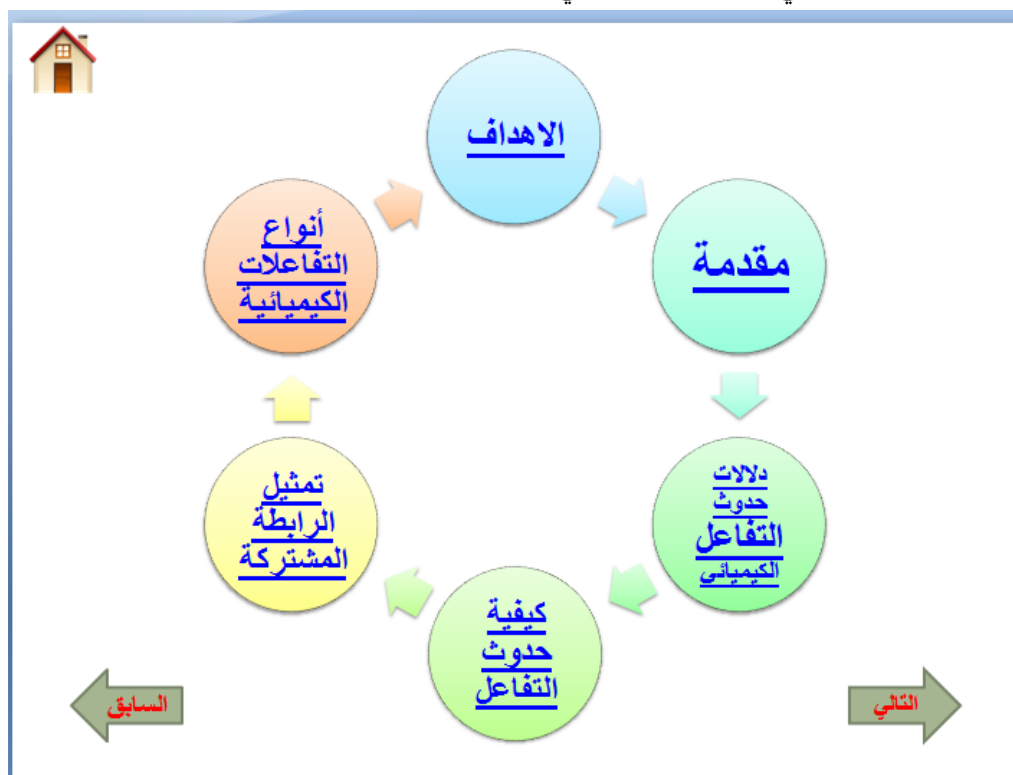 الاهداف
مقدمة
دلالات
حدوث
التفاعل
الكيميائي
كيفية
حدوث
التفاعل
تمثيل
الرابطة
المشتركة
أنواع
التفاعلات
الكيميائية
التالي
السابق